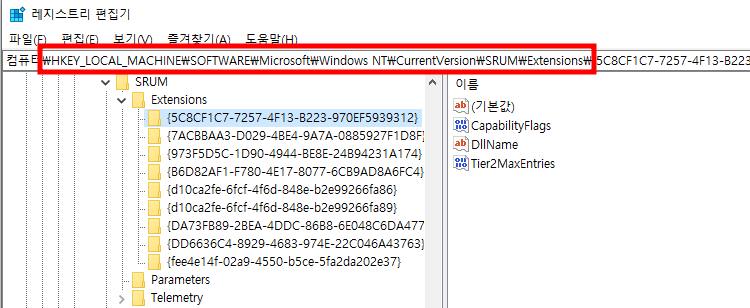 레지스트리 편집기
파일(F) 편집(E) 보기(V) 즐겨찾기(A) 도움말(H)
컴퓨터₩HKEY_LOCAL_MACHINE₩SOFTWARE₩Microsoft₩Windows NT₩CurrentVersion₩SRUM₩Extensions₩{5C8CF1C7-7257-4F13-B223
SRUM
Extensions
{5C8CF1C7-7257-4F13-B223-970EF5939312}
{7ACBBAA3-D029-4BE4-9A7A-0885927F1D8F}
{973F5D5C-1D90-4944-BE8E-24B94231A174}
{B6D82AF1-F780-4E17-8077-6CB9AD8A6FC4}
{d10ca2fe-6fcf-4f6d-848e-b2e99266fa86}
{d10ca2fe-6fcf-4f6d-848e-b2e99266fa89}
{DA73FB89-2BEA-4DDC-86B8-6E048C6DA477
{DD6636C4-8929-4683-974E-22C046A43763}
{fee4e14f-02a9-4550-b5ce-5fa2da202e37}
Parameters
Telemetry
이름
(기본값)
CapabilityFlags
DllName
Tier2MaxEntries